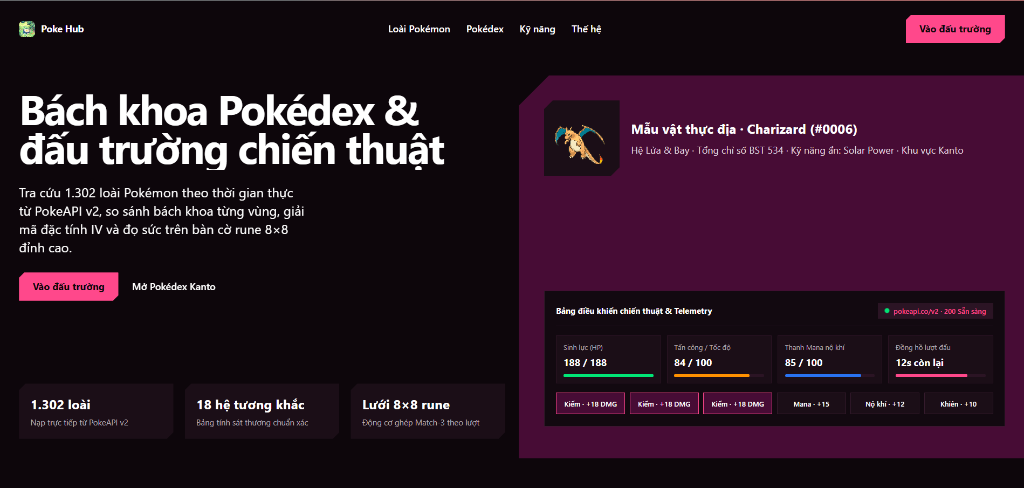 Poke Hub
Loài Pokémon
Pokédex
Kỹ năng
Thế hệ
Vào đấu trường
Bách khoa Pokédex &
đấu trường chiến thuật
Tra cứu 1.302 loài Pokémon theo thời gian thực
từ PokeAPI v2, so sánh bách khoa từng vùng, giải
mã đặc tính IV và đọ sức trên bàn cờ rune 8×8
đỉnh cao.
Vào đấu trường
Mở Pokédex Kanto
1.302 loài
Nạp trực tiếp từ PokeAPI v2
18 hệ tương khắc
Bảng tính sát thương chuẩn xác
Lưới 8×8 rune
Động cơ ghép Match-3 theo lượt
Mẫu vật thực địa · Charizard (#0006)
Hệ Lửa & Bay · Tổng chỉ số BST 534 · Kỹ năng ẩn: Solar Power · Khu vực Kanto
Bảng điều khiển chiến thuật & Telemetry
pokeapi.co/v2 · 200 Sẵn sàng
Sinh lực (HP)
188 / 188
Tấn công / Tốc độ
84 / 100
Thanh Mana nộ khí
85 / 100
Đồng hồ lượt đấu
12s còn lại
Kiếm · +18 DMG
Kiếm · +18 DMG
Kiếm · +18 DMG
Mana · +15
Nộ khí · +12
Khiên · +10